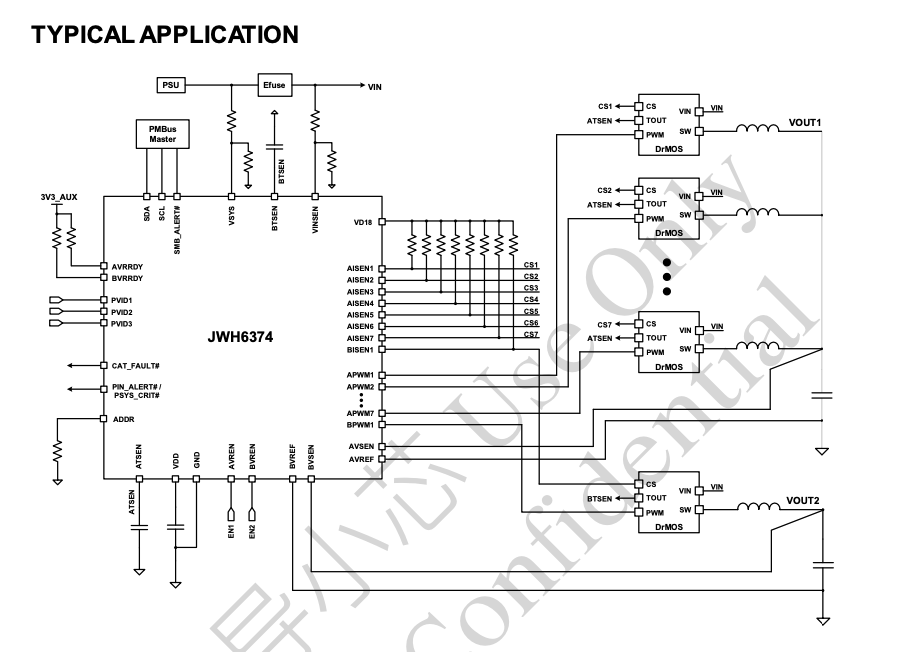 TYPICAL APPLICATION
PSU
Efuse
VIN
PMBus
Master
BTSEN
3V3_AUX
SDA
SCL
SMB_ALERT#
VSYS
BTSEN
VINSEN
VD18
AVRRDY
BVRRDY
PVID1
PVID2
PVID3
JWH6374
CAT_FAULT#
PIN_ALERT# /
PSYS_CRIT#
ADDR
AISEN1
AISEN2
AISEN3
AISEN4
AISEN5
AISEN6
AISEN7
BISEN1
APWM1
APWM2
APWM7
BPWM1
AVSEN
AVREF
CS1
CS2
CS3
CS4
CS5
CS6
CS7
ATSEN
VDD
GND
AVREN
BVREN
BVREF
BVSEN
ATSEN
EN1
EN2
CS1
ATSEN
CS
TOUT
PWM
VIN
SW
DrMOS
VIN
VOUT1
CS2
ATSEN
CS
TOUT
PWM
VIN
SW
DrMOS
VIN
CS7
ATSEN
CS
TOUT
PWM
VIN
SW
DrMOS
VIN
BTSEN
CS
TOUT
PWM
VIN
SW
DrMOS
VIN
VOUT2
导小芯 Use Only
Confidential